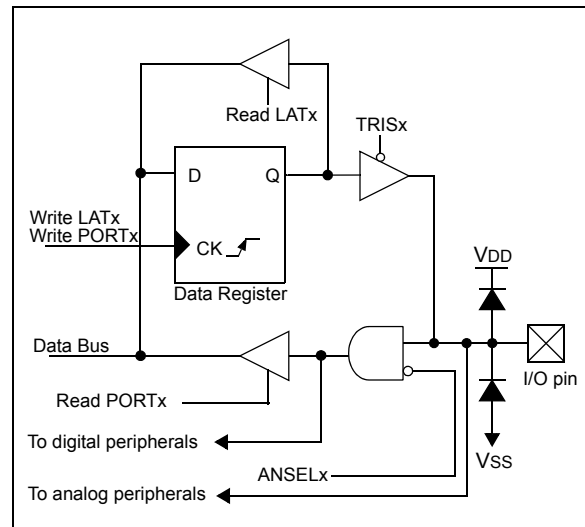 Read LATx
TRISx
D
Q
Write LATx
Write PORTx
CK
Data Register
VDD
Data Bus
I/O pin
Read PORTx
To digital peripherals
ANSELx
VSS
To analog peripherals